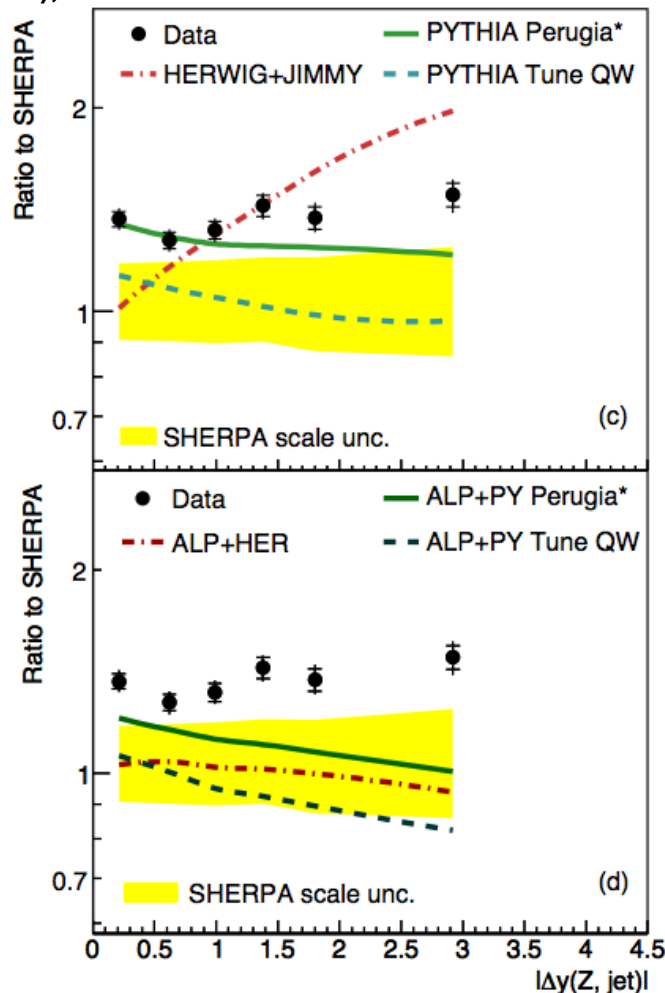 Data
PYTHIA Perugia*
HERWIG+JIMMY
PYTHIA Tune QW
Ratio to SHERPA
2
1
0.7
SHERPA scale unc.
(c)
Data
ALP+PY Perugia*
ALP+HER
ALP+PY Tune QW
Ratio to SHERPA
2
1
0.7
SHERPA scale unc.
(d)
0 0.5 1 1.5 2 2.5 3 3.5 4 4.5
|Δy(Z, jet)|